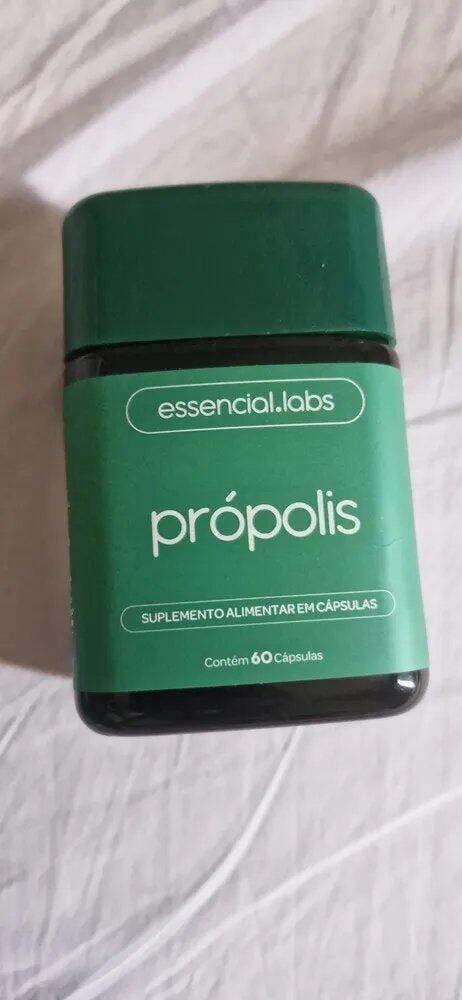 essencial.labs
própolis
SUPLEMENTO ALIMENTAR EM CÁPSULAS
Contém 60 Cápsulas